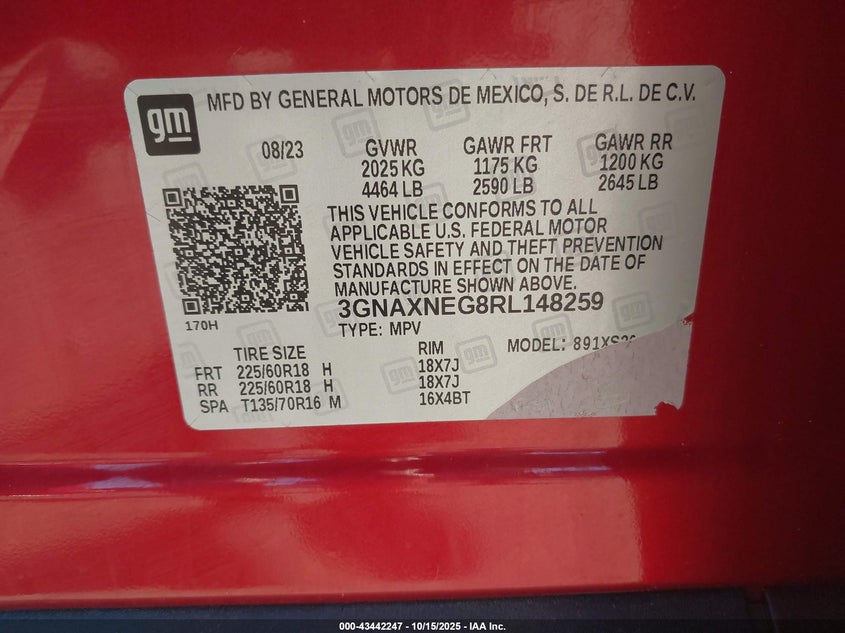 gm
MFD BY GENERAL MOTORS DE MEXICO, S. DE R.L. DE C.V.
08/23 GVWR GAWR FRT GAWR RR
2025 KG 1175 KG 1200 KG
4464 LB 2590 LB 2645 LB
THIS VEHICLE CONFORMS TO ALL
APPLICABLE U.S. FEDERAL MOTOR
VEHICLE SAFETY AND THEFT PREVENTION
STANDARDS IN EFFECT ON THE DATE OF
MANUFACTURE SHOWN ABOVE.
3GNAXNEG8RL148259
170H
TYPE: MPV
MODEL:
TIRE SIZE RIM
FRT 225/60R18 H 18X7J
RR 225/60R18 H 18X7J
SPA T135/70R16 M 16X4BT
000-43442247 - 10/15/2025 - IAA Inc.